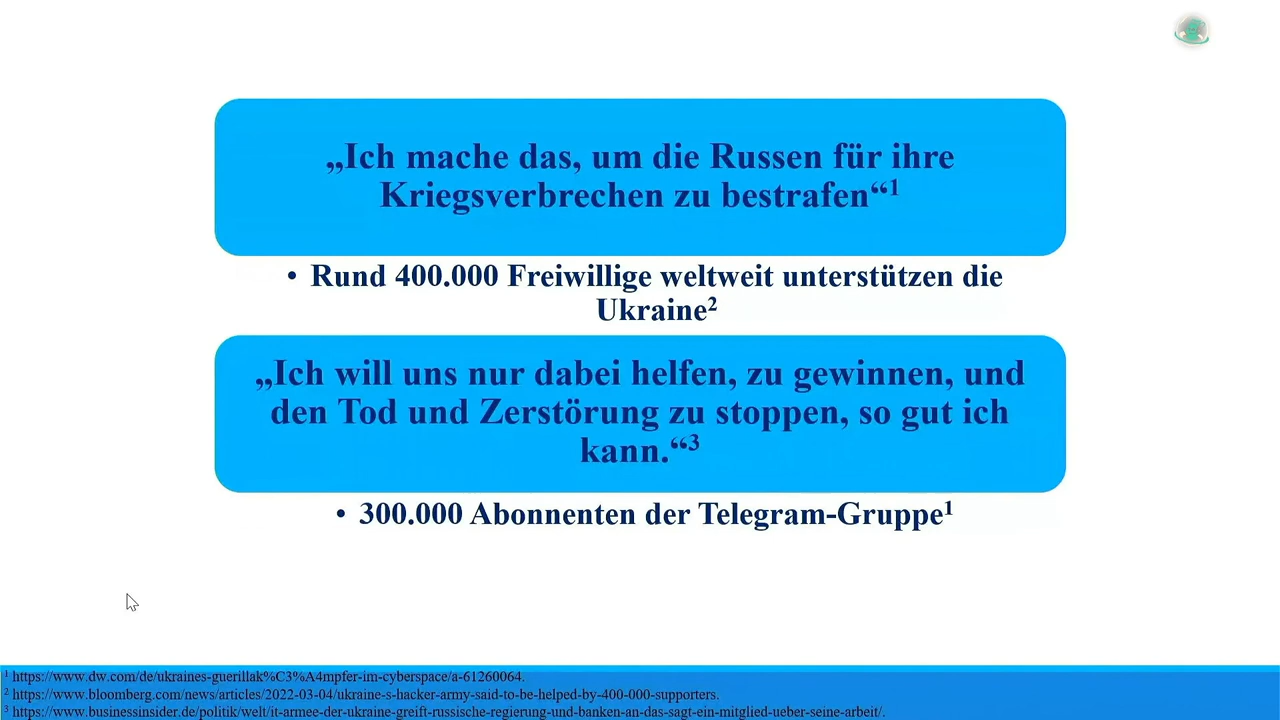 „Ich mache das, um die Russen für ihre
Kriegsverbrechen zu bestrafen“¹
• Rund 400.000 Freiwillige weltweit unterstützen die
Ukraine²
„Ich will uns nur dabei helfen, zu gewinnen, und
den Tod und Zerstörung zu stoppen, so gut ich
kann.“³
• 300.000 Abonnenten der Telegram-Gruppe¹
¹ https://www.dw.com/de/ukraines-guerillak%C3%A4mpfer-im-cyberspace/a-61260064.
² https://www.bloomberg.com/news/articles/2022-03-04/ukraine-s-hacker-army-said-to-be-helped-by-400-000-supporters.
³ https://www.businessinsider.de/politik/welt/it-armee-der-ukraine-greift-russische-regierung-und-banken-an-das-sagt-ein-mitglied-ueber-seine-arbeit/.